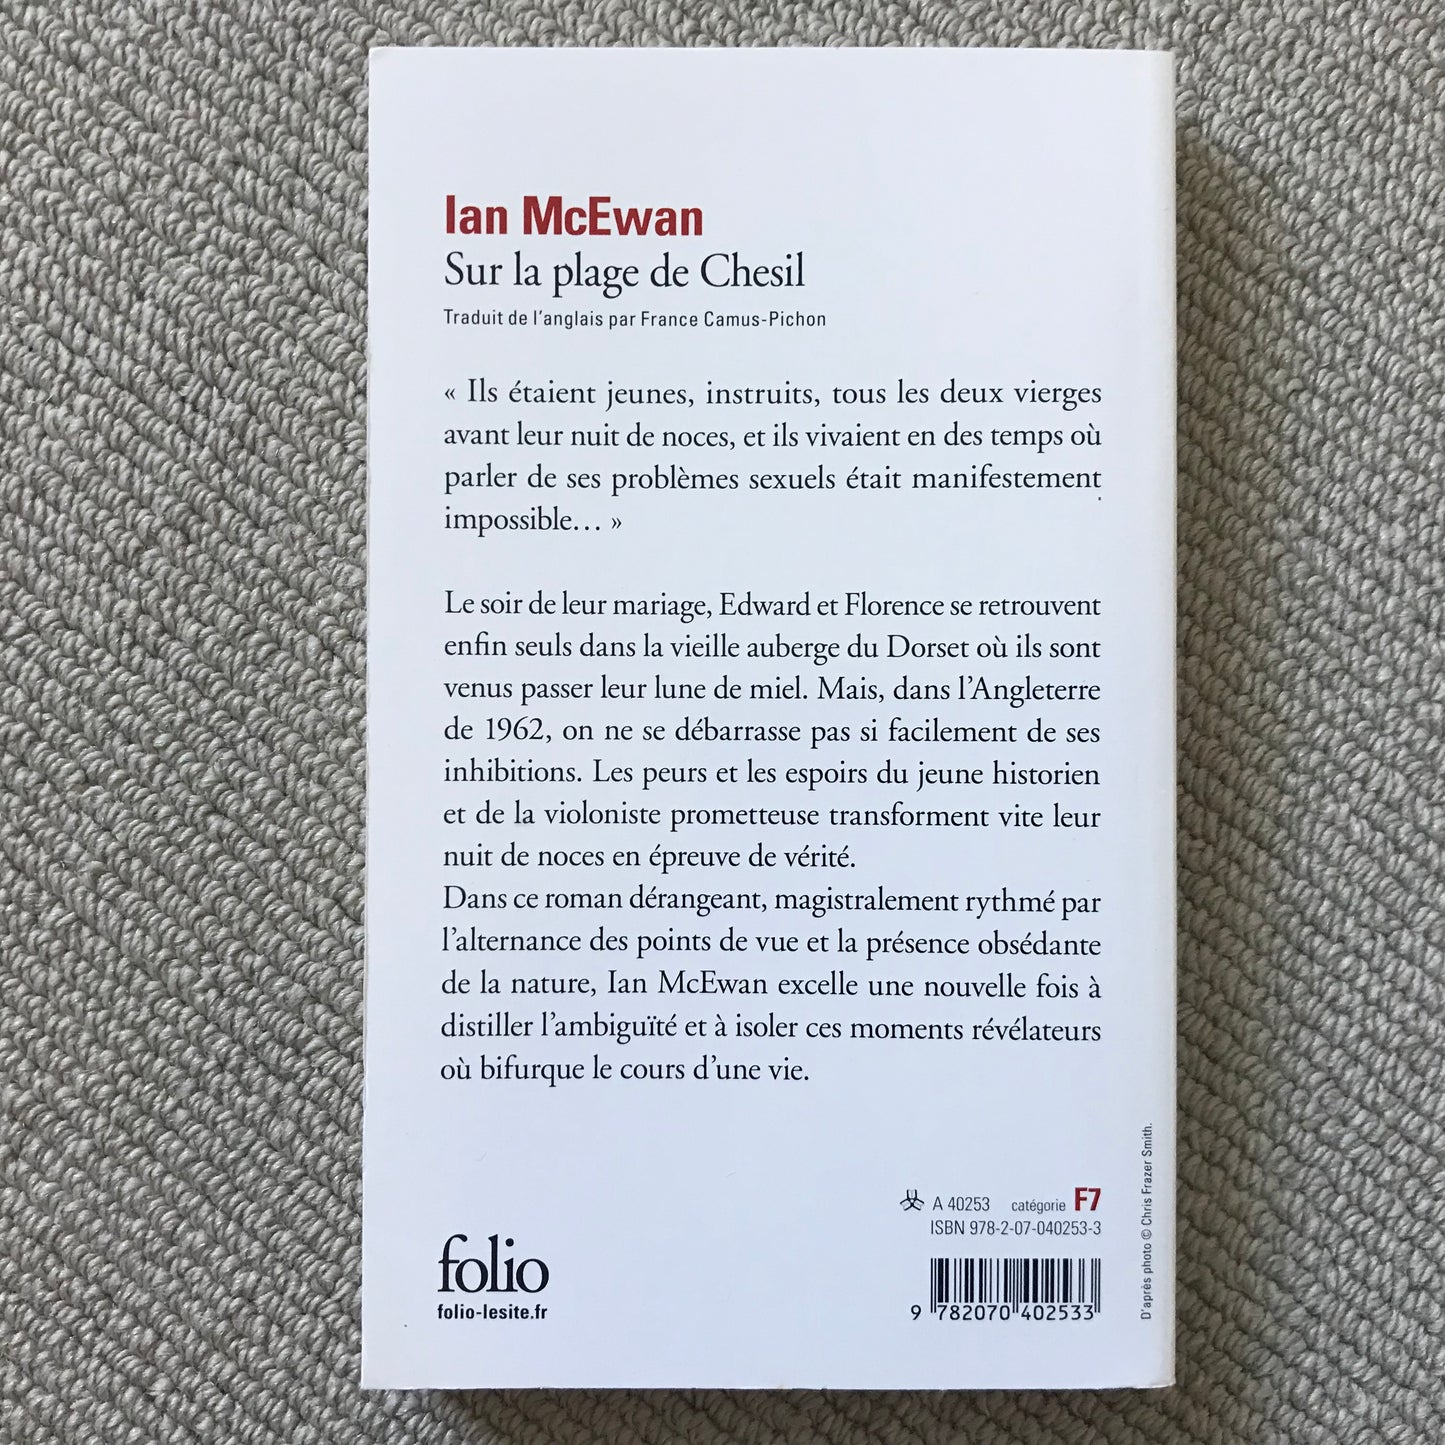 Ian McEwan
Sur la plage de Chesil
Traduit de l'anglais par France Camus-Pichon
« Ils étaient jeunes, instruits, tous les deux vierges
avant leur nuit de noces, et ils vivaient en des temps où
parler de ses problèmes sexuels était manifestement
impossible… »
Le soir de leur mariage, Edward et Florence se retrouvent
enfin seuls dans la vieille auberge du Dorset où ils sont
venus passer leur lune de miel. Mais, dans l'Angleterre
de 1962, on ne se débarrasse pas si facilement de ses
inhibitions. Les peurs et les espoirs du jeune historien
et de la violoniste prometteuse transforment vite leur
nuit de noces en épreuve de vérité.
Dans ce roman dérangeant, magistralement rythmé par
l'alternance des points de vue et la présence obsédante
de la nature, Ian McEwan excelle une nouvelle fois à
distiller l'ambiguïté et à isoler ces moments révélateurs
où bifurque le cours d'une vie.
A 40253 catégorie F7
ISBN 978-2-07-040253-3
folio
folio-lesite.fr
9 782070 402533
D'après photo © Chris Frazer Smith.